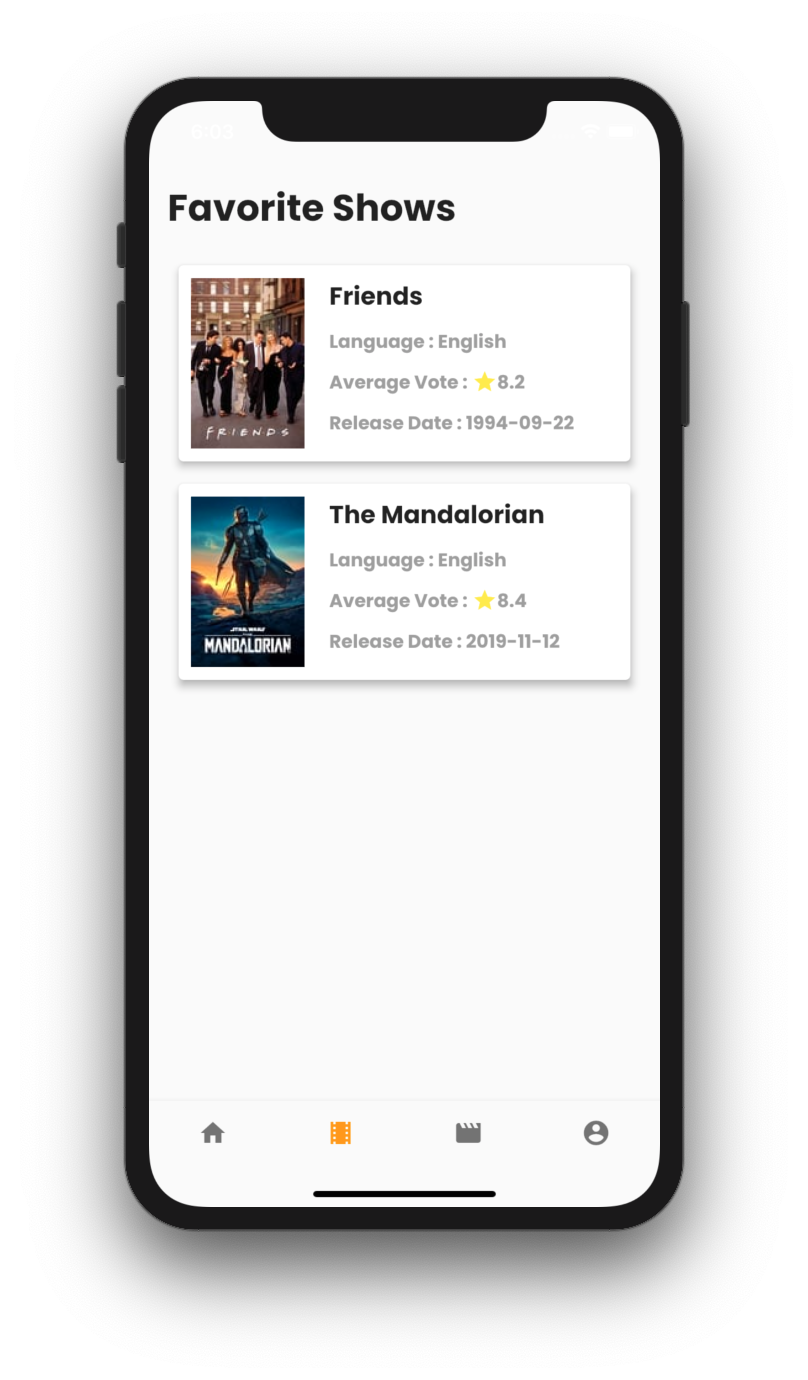 6:03
Favorite Shows
Friends
Language : English
Average Vote : ⭐8.2
Release Date : 1994-09-22
FRIENDS
The Mandalorian
Language : English
Average Vote : ⭐8.4
Release Date : 2019-11-12
STAR WARS
MANDALORIAN